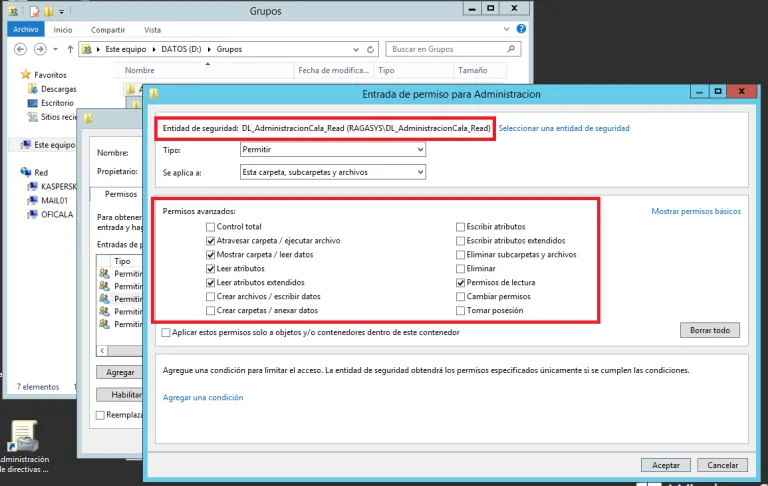 Grupos
Archivo Inicio Compartir Vista
Este equipo ▸ DATOS (D:) ▸ Grupos
Buscar en Grupos
Nombre Fecha de modifica... Tipo Tamaño
Favoritos
Descargas
Escritorio
Sitios recie
Este equipo
Red
KASPERSK
MAIL01
OFICALA
7 elementos
Nombre:
Propietario:
Permisos
Para obtene
entrada y hag
Entradas de p
Tipo
Permitir
Permitir
Permitir
Permitir
Permitir
Agregar
Habilitar
Reemplaza
Entrada de permiso para Administracion
Entidad de seguridad: DL_AdministracionCala_Read (RAGASYS\DL_AdministracionCala_Read) Seleccionar una entidad de seguridad
Tipo: Permitir
Se aplica a: Esta carpeta, subcarpetas y archivos
Permisos avanzados: Mostrar permisos básicos
Control total Escribir atributos
Atravesar carpeta / ejecutar archivo Escribir atributos extendidos
Mostrar carpeta / leer datos Eliminar subcarpetas y archivos
Leer atributos Eliminar
Leer atributos extendidos Permisos de lectura
Crear archivos / escribir datos Cambiar permisos
Crear carpetas / anexar datos Tomar posesión
Aplicar estos permisos solo a objetos y/o contenedores dentro de este contenedor
Borrar todo
Agregue una condición para limitar el acceso. La entidad de seguridad obtendrá los permisos especificados únicamente si se cumplen las condiciones.
Agregar una condición
Aceptar Cancelar
dministración
de directivas ...